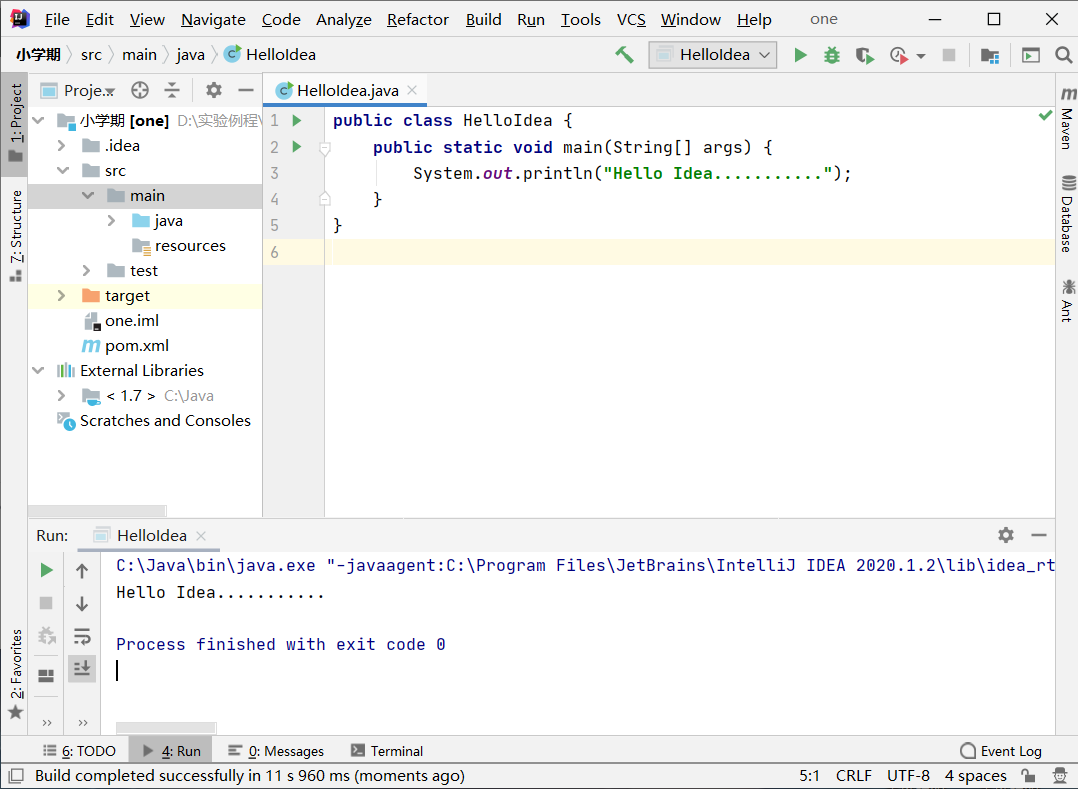 File Edit View Navigate Code Analyze Refactor Build Run Tools VCS Window Help one
小学期 src main java HelloIdea HelloIdea
1: Project
Proje...
小学期 [one] D:\实验例程\
.idea
src
main
java
resources
test
target
one.iml
pom.xml
External Libraries
< 1.7 > C:\Java
Scratches and Consoles
7: Structure
2: Favorites
HelloIdea.java
1 public class HelloIdea {
2 public static void main(String[] args) {
3 System.out.println("Hello Idea...........");
4 }
5 }
6
Maven
Database
Ant
Run: HelloIdea
C:\Java\bin\java.exe "-javaagent:C:\Program Files\JetBrains\IntelliJ IDEA 2020.1.2\lib\idea_rt
Hello Idea...........
Process finished with exit code 0
6: TODO 4: Run 0: Messages Terminal Event Log
Build completed successfully in 11 s 960 ms (moments ago) 5:1 CRLF UTF-8 4 spaces